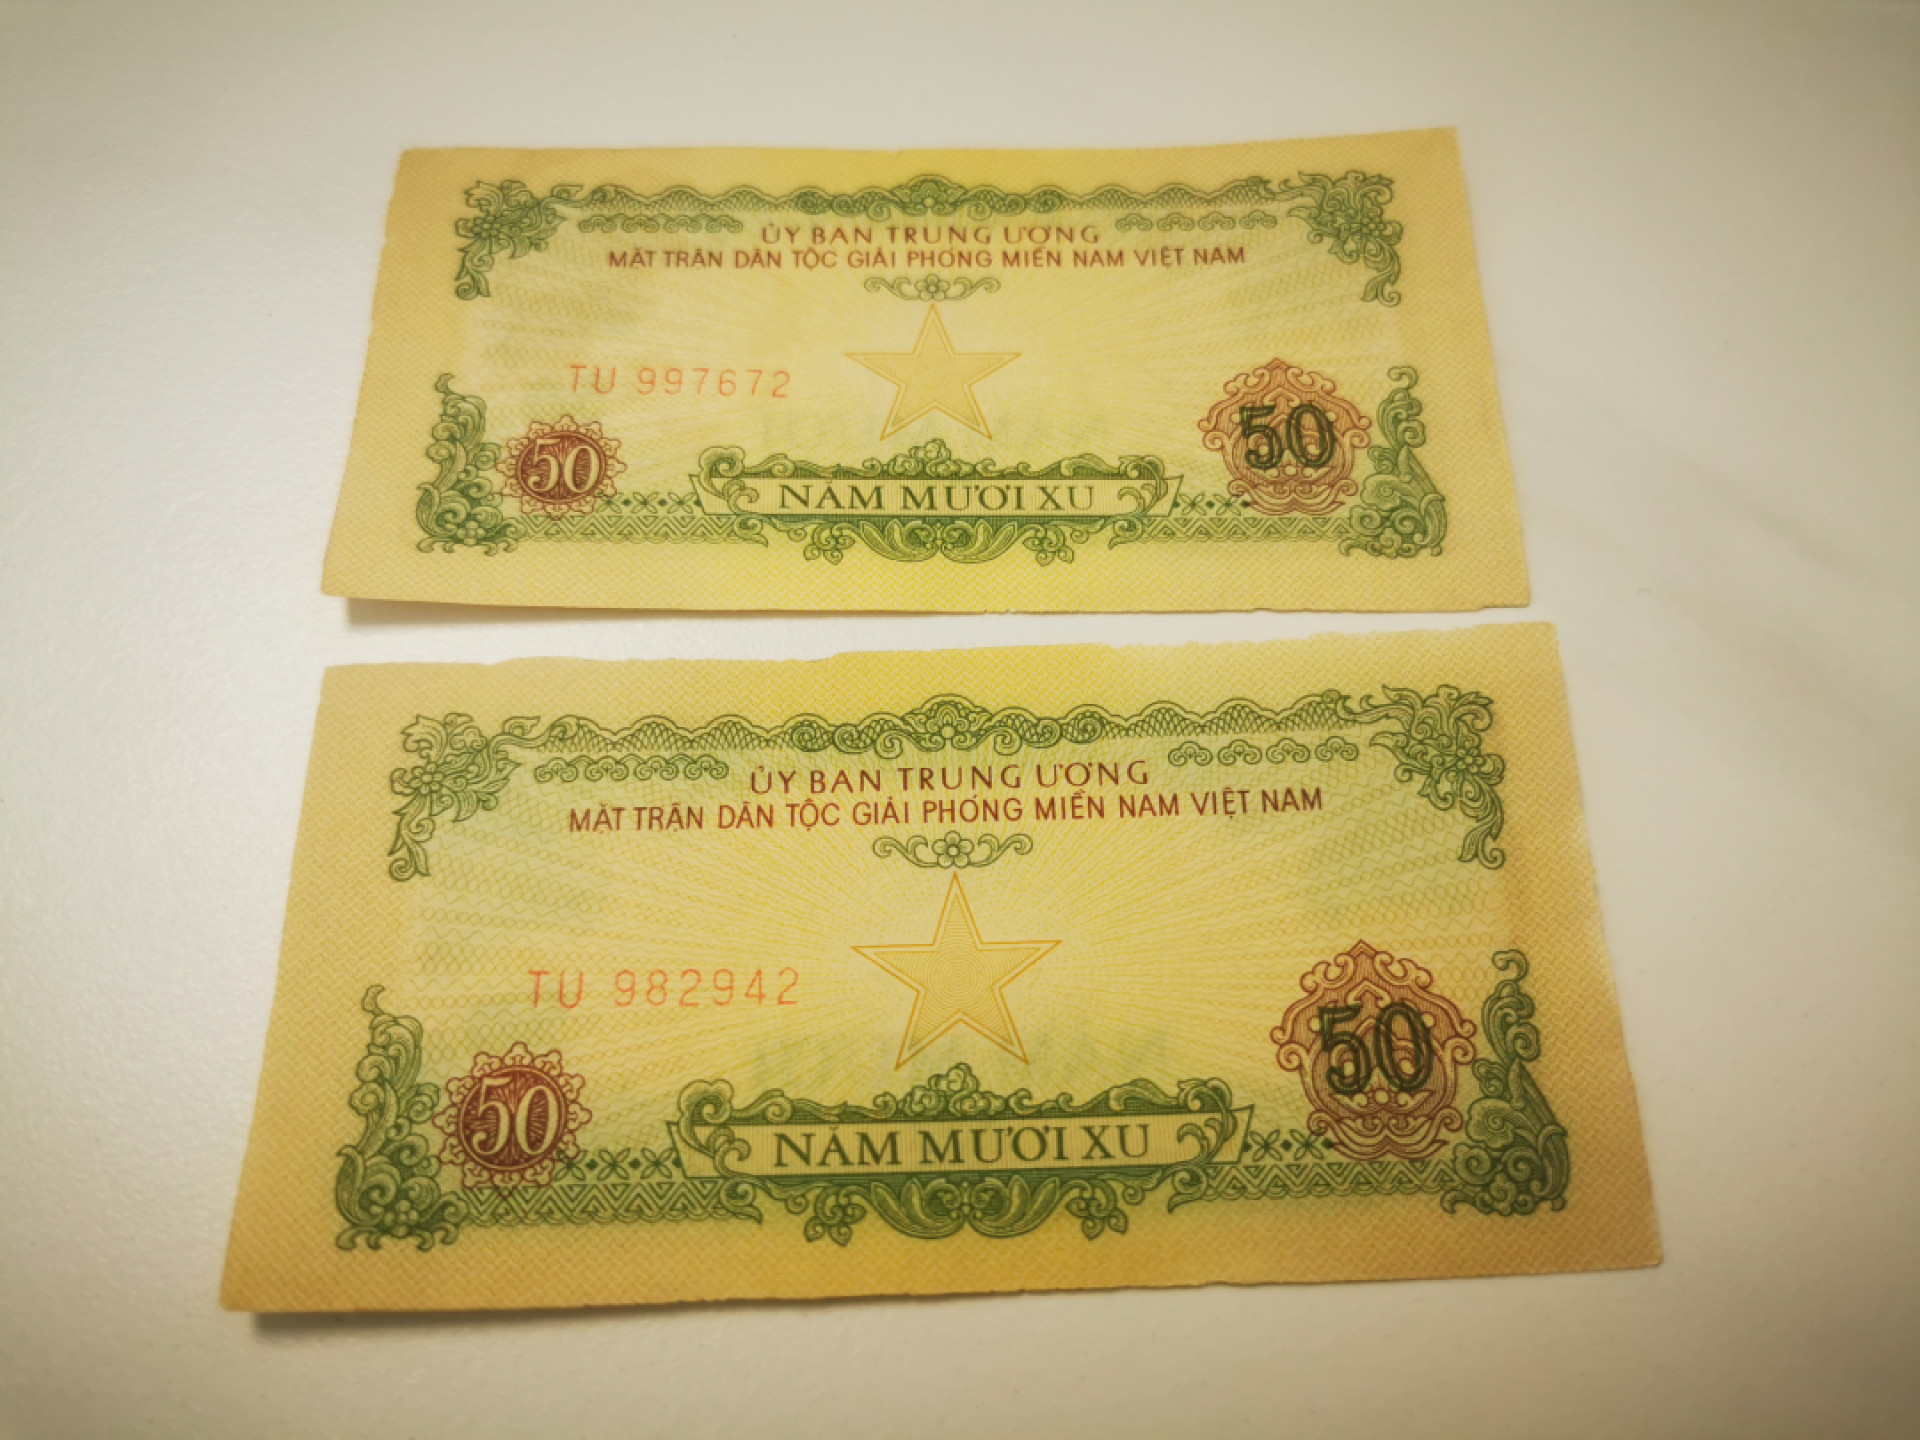 ỦY BAN TRUNG ƯƠNG
MẶT TRẬN DÂN TỘC GIẢI PHÓNG MIỀN NAM VIỆT NAM
TU 997672
50
50
NĂM MƯƠI XU
ỦY BAN TRUNG ƯƠNG
MẶT TRẬN DÂN TỘC GIẢI PHÓNG MIỀN NAM VIỆT NAM
TU 982942
50
50
NĂM MƯƠI XU